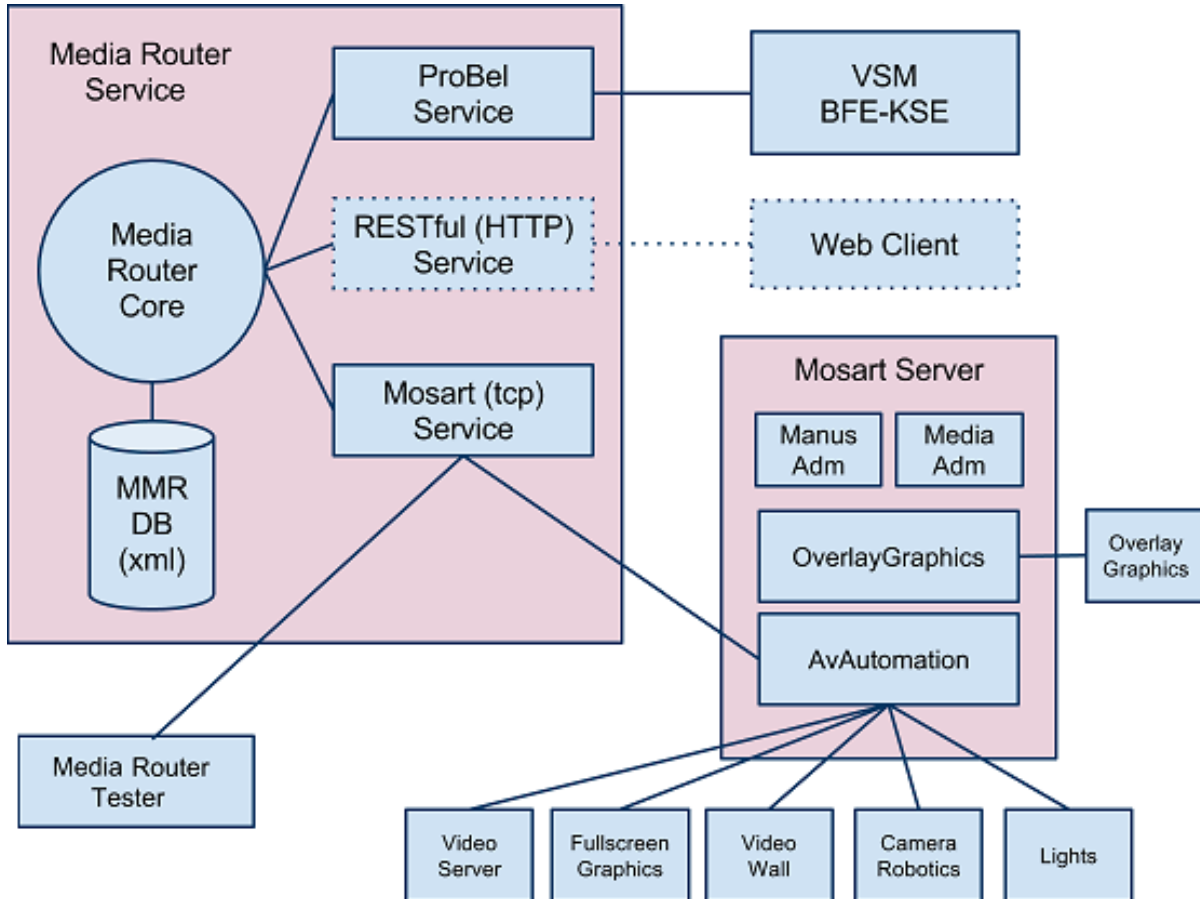 Media Router
Service
ProBel
Service
VSM
BFE-KSE
Media
Router
Core
RESTful (HTTP)
Service
Web Client
Mosart (tcp)
Service
MMR
DB
(xml)
Mosart Server
Manus
Adm
Media
Adm
OverlayGraphics
Overlay
Graphics
AvAutomation
Media Router
Tester
Video
Server
Fullscreen
Graphics
Video
Wall
Camera
Robotics
Lights